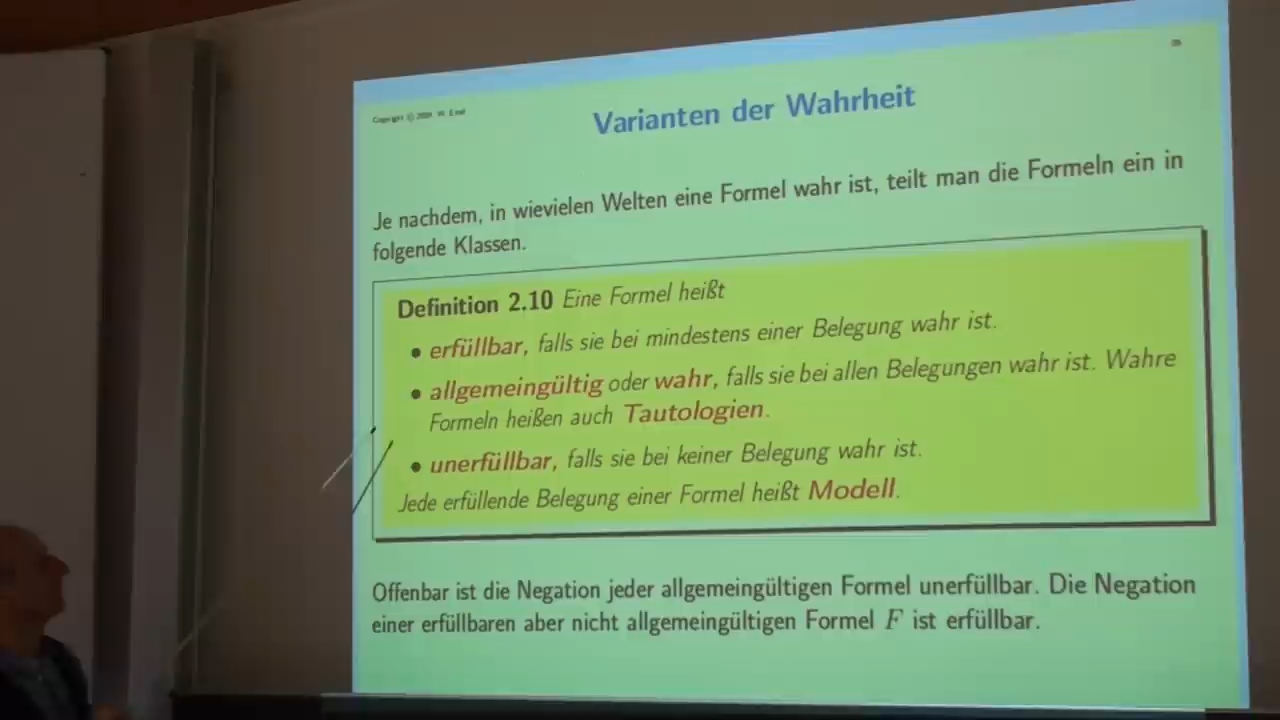 Copyright © W. Ertel
Varianten der Wahrheit
Je nachdem, in wievielen Welten eine Formel wahr ist, teilt man die Formeln ein in
folgende Klassen.
Definition 2.10 Eine Formel heißt
• erfüllbar, falls sie bei mindestens einer Belegung wahr ist.
• allgemeingültig oder wahr, falls sie bei allen Belegungen wahr ist. Wahre
Formeln heißen auch Tautologien.
• unerfüllbar, falls sie bei keiner Belegung wahr ist.
Jede erfüllende Belegung einer Formel heißt Modell.
Offenbar ist die Negation jeder allgemeingültigen Formel unerfüllbar. Die Negation
einer erfüllbaren aber nicht allgemeingültigen Formel F ist erfüllbar.